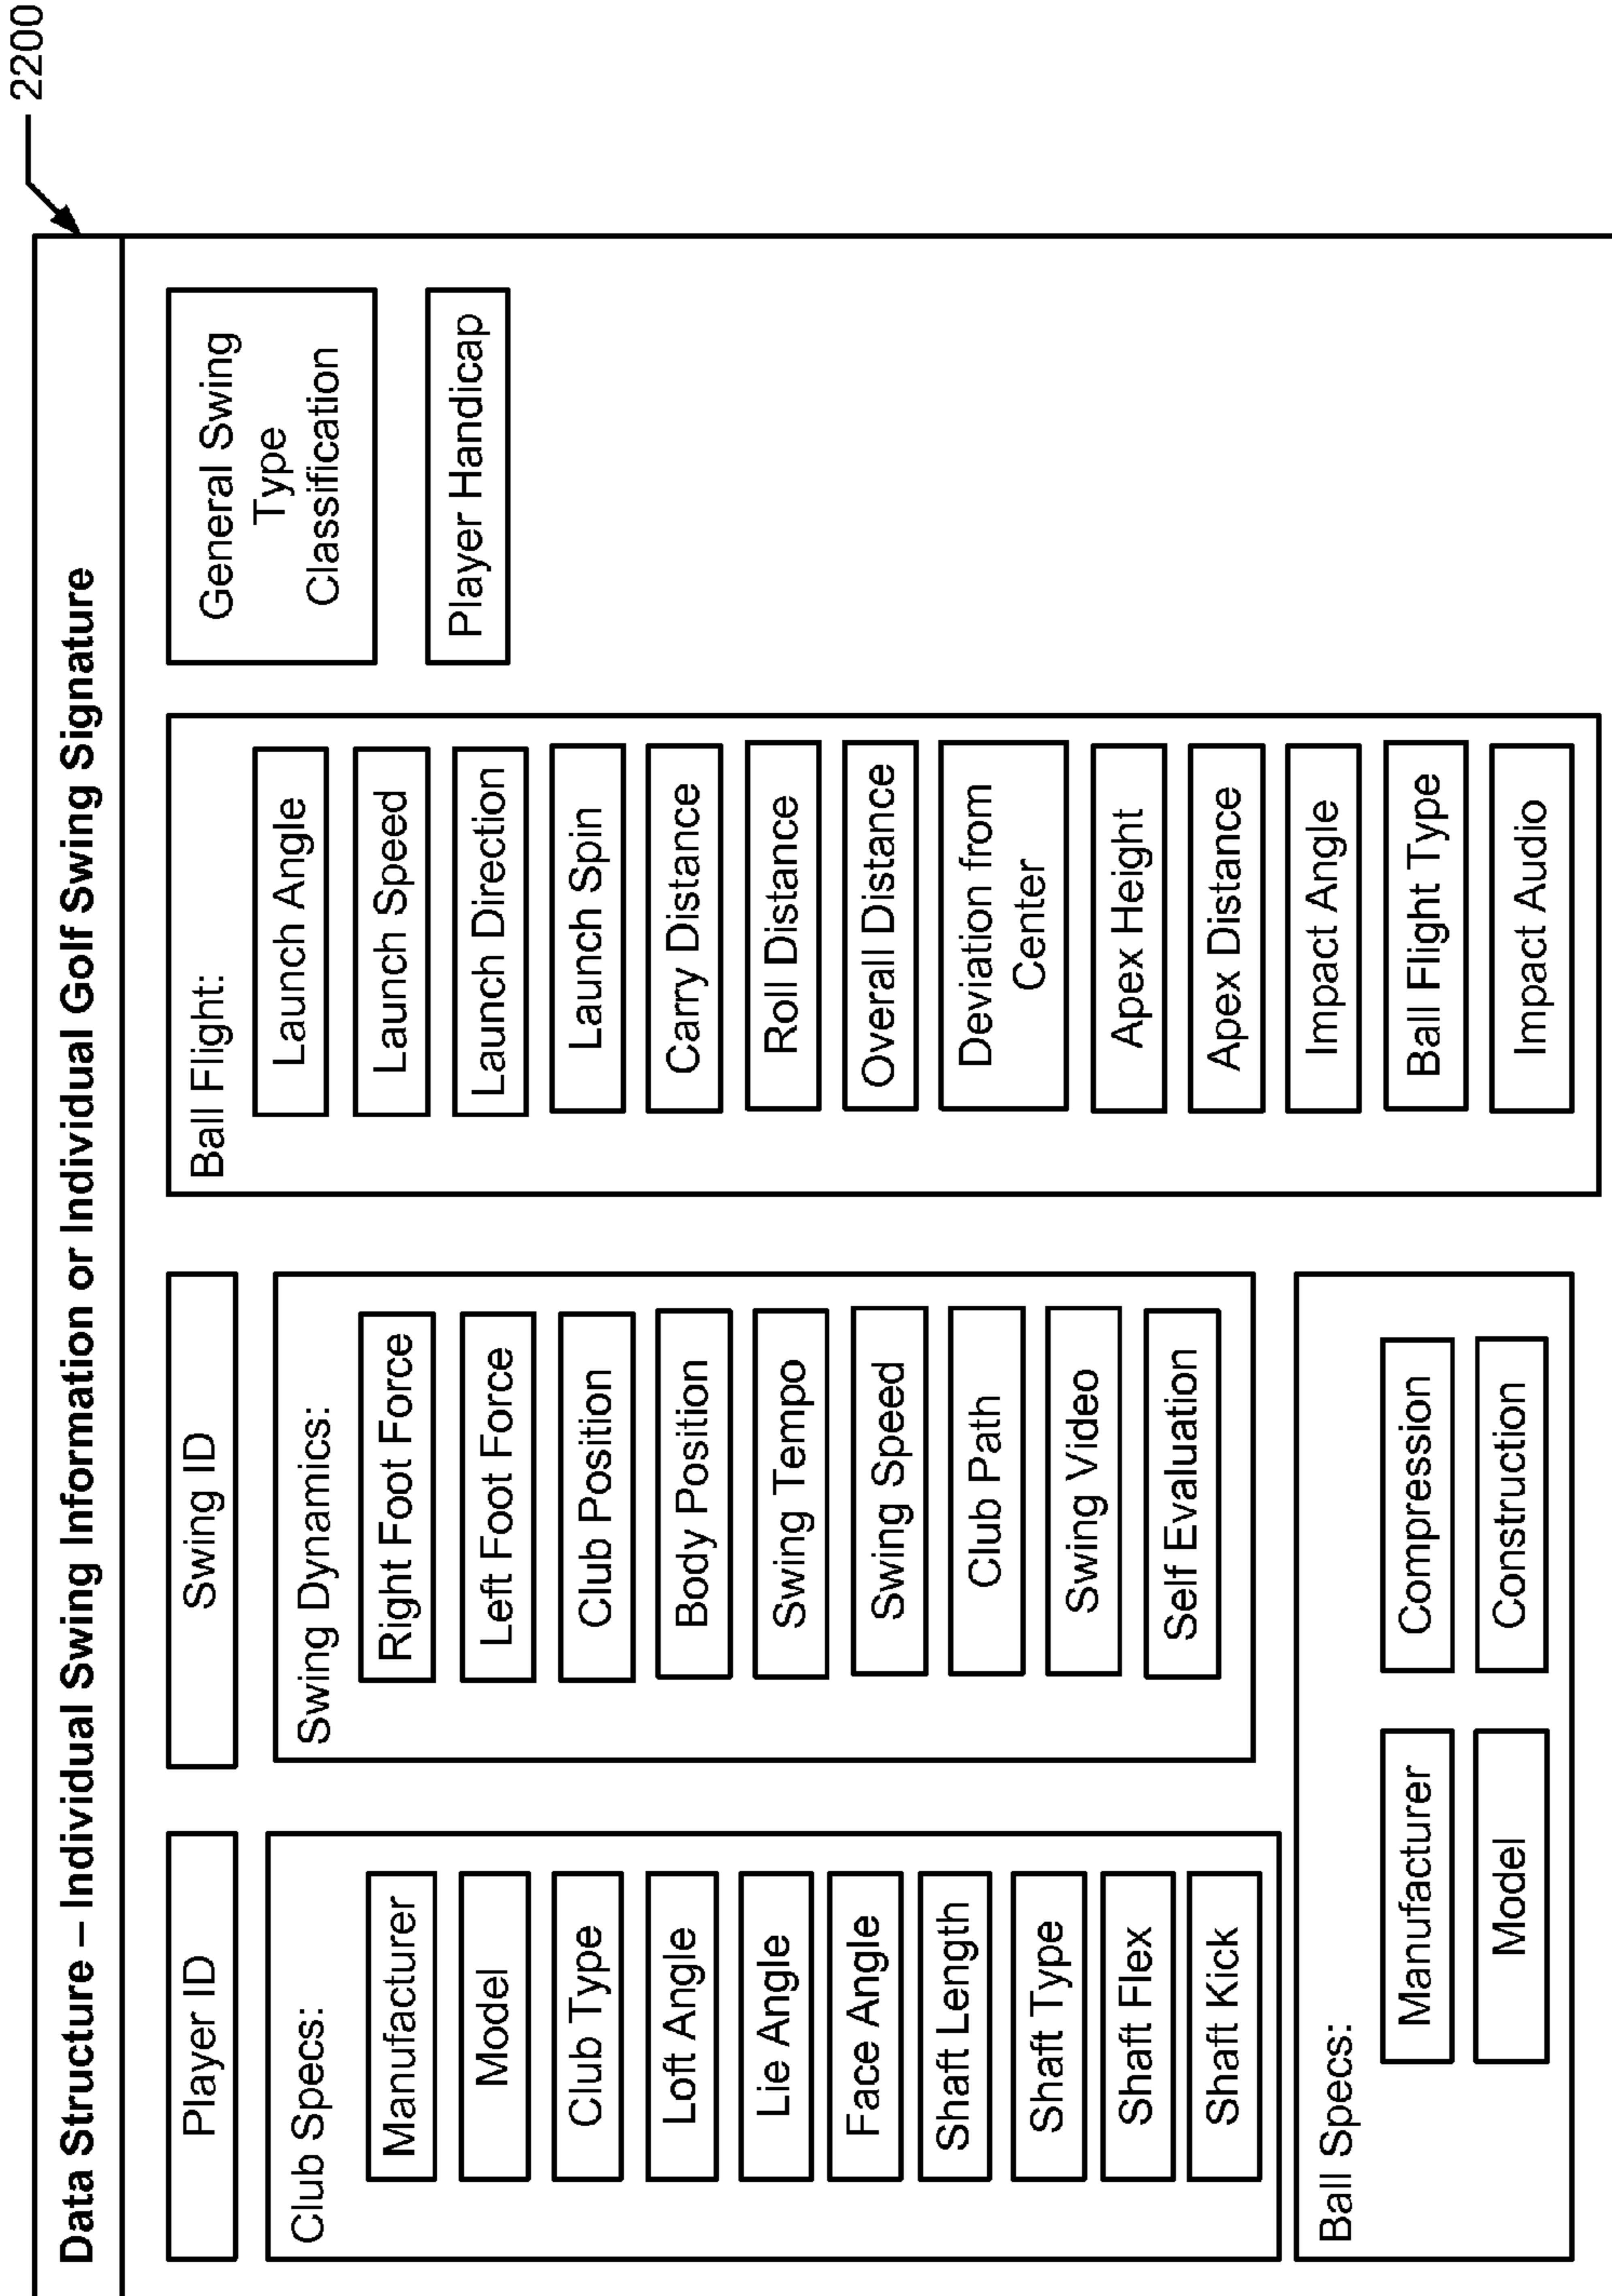 2200
Data Structure – Individual Swing Information or Individual Golf Swing Signature
Player ID
Swing ID
Club Specs:
Manufacturer
Model
Club Type
Loft Angle
Lie Angle
Face Angle
Shaft Length
Shaft Type
Shaft Flex
Shaft Kick
Swing Dynamics:
Right Foot Force
Left Foot Force
Club Position
Body Position
Swing Tempo
Swing Speed
Club Path
Swing Video
Self Evaluation
Ball Specs:
Manufacturer
Model
Compression
Construction
Ball Flight:
Launch Angle
Launch Speed
Launch Direction
Launch Spin
Carry Distance
Roll Distance
Overall Distance
Deviation from
Center
Apex Height
Apex Distance
Impact Angle
Ball Flight Type
Impact Audio
General Swing
Type
Classification
Player Handicap